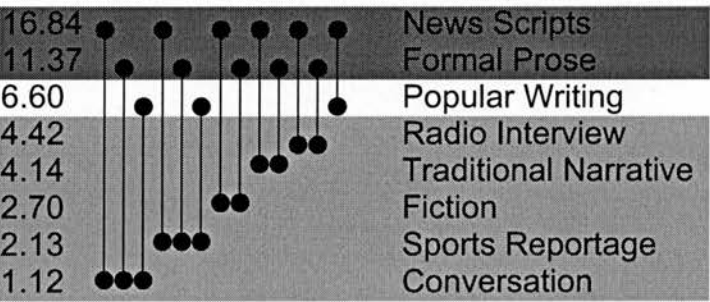 16.84 News Scripts
11.37 Formal Prose
6.60 Popular Writing
4.42 Radio Interview
4.14 Traditional Narrative
2.70 Fiction
2.13 Sports Reportage
1.12 Conversation